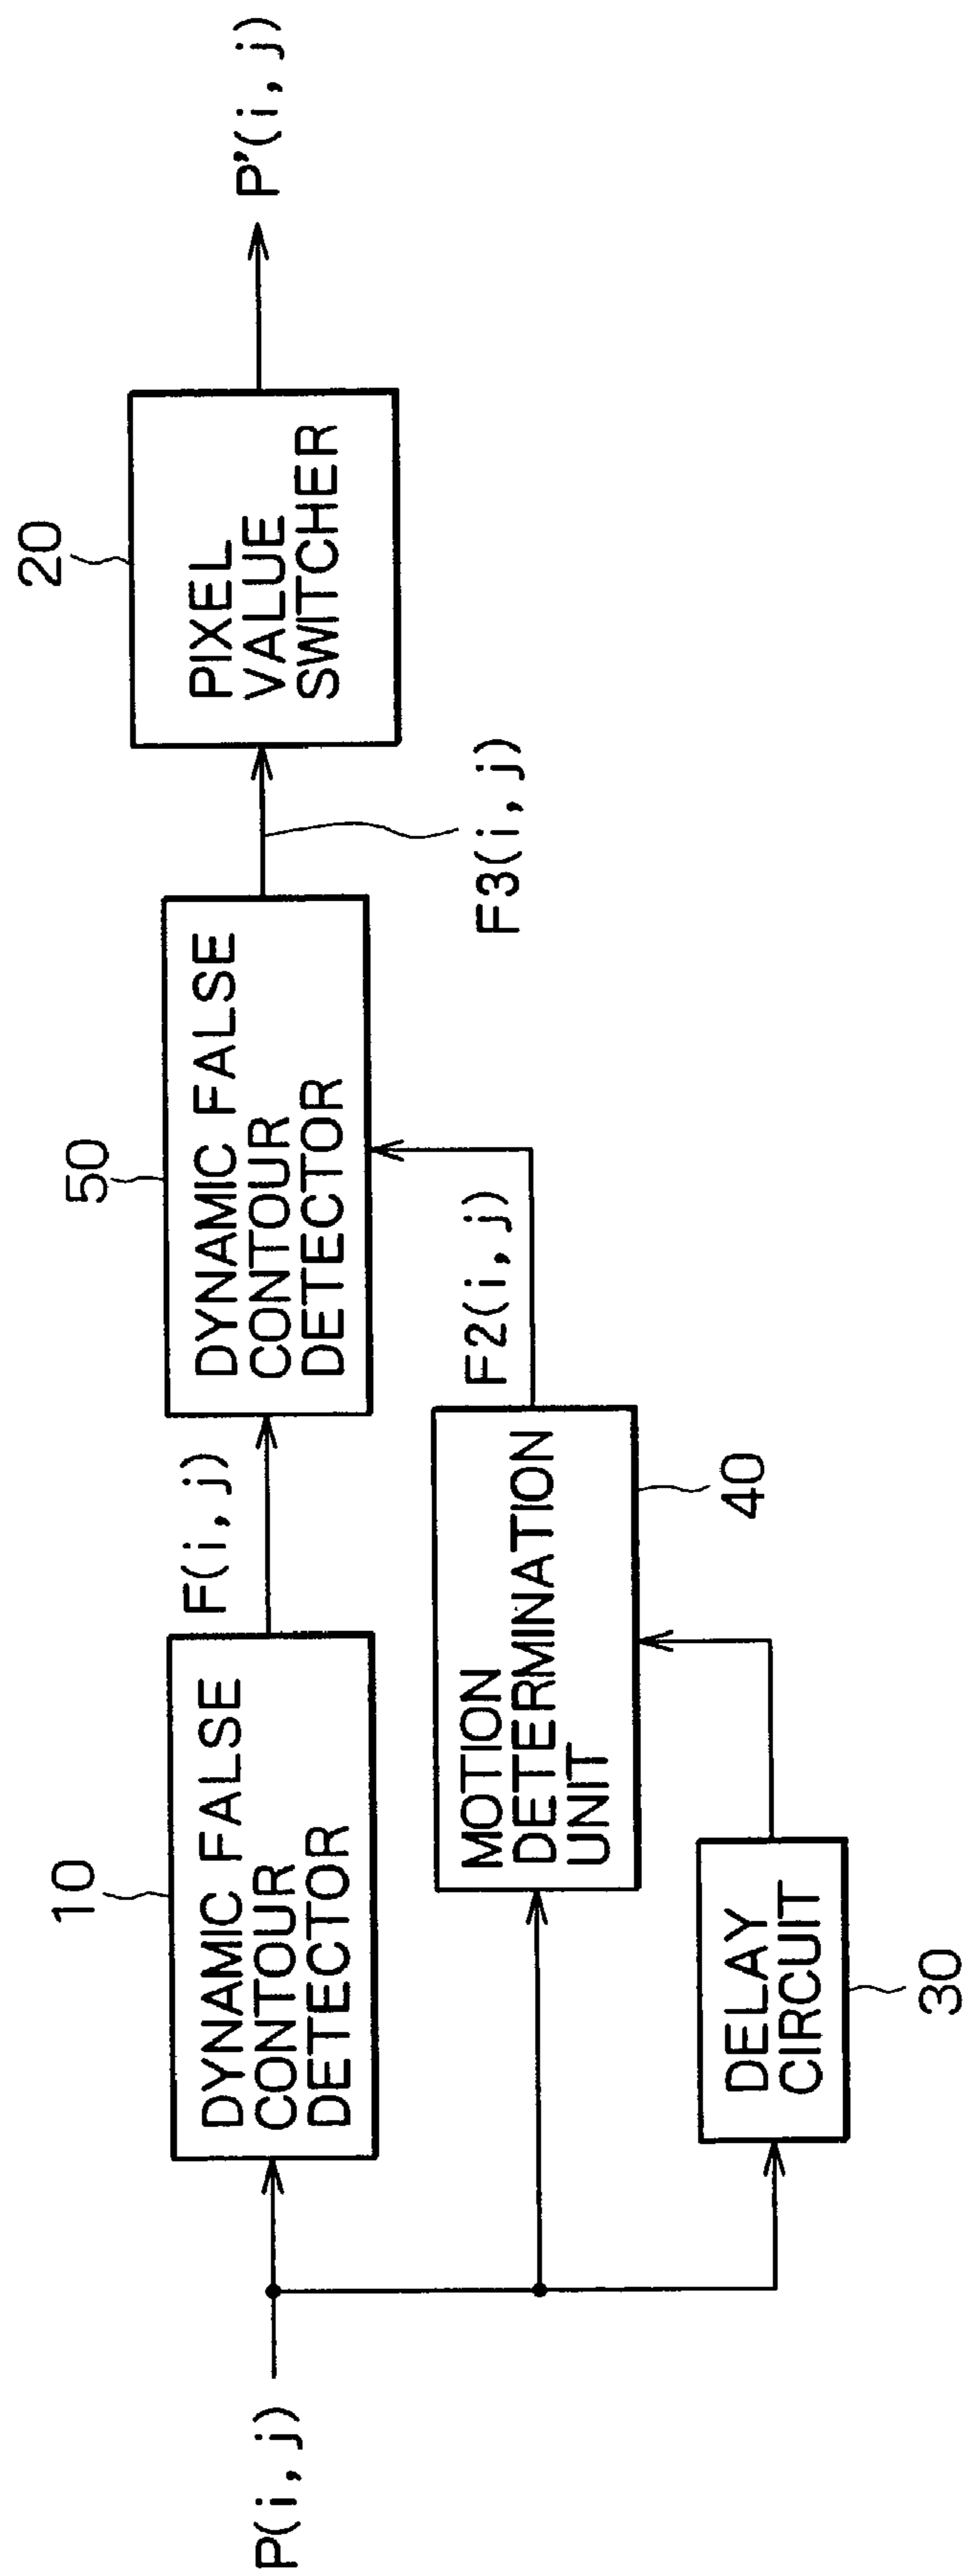 P(i, j)
10
DYNAMIC FALSE
CONTOUR
DETECTOR
F(i, j)
50
DYNAMIC FALSE
CONTOUR
DETECTOR
F3(i, j)
20
PIXEL
VALUE
SWITCHER
P'(i, j)
MOTION
DETERMINATION
UNIT
40
F2(i, j)
DELAY
CIRCUIT
30